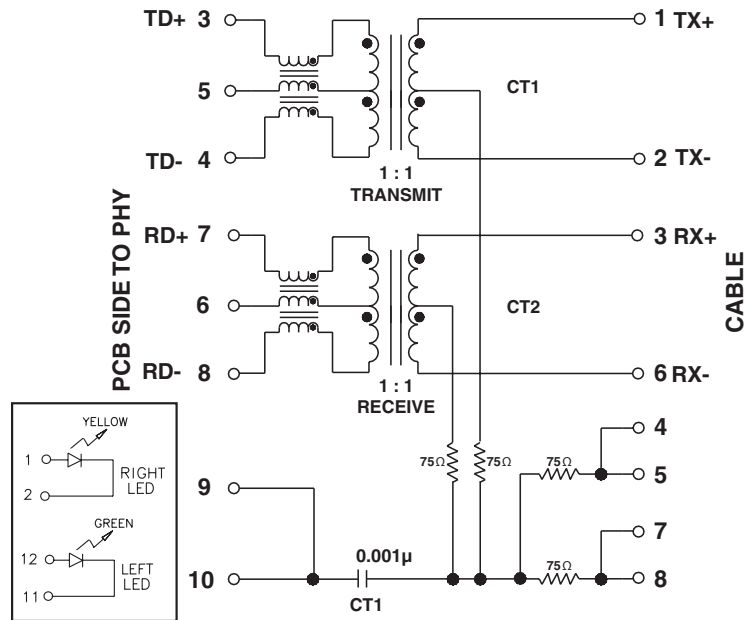 TD+ 3
1 TX+
5
CT1
TD- 4
2 TX-
1 : 1
TRANSMIT
PCB SIDE TO PHY
RD+ 7
3 RX+
6
CT2
CABLE
RD- 8
6 RX-
1 : 1
RECEIVE
YELLOW
1
RIGHT
LED
2
GREEN
12
LEFT
LED
11
4
75Ω
75Ω
75Ω
5
9
7
0.001µ
75Ω
10
8
CT1